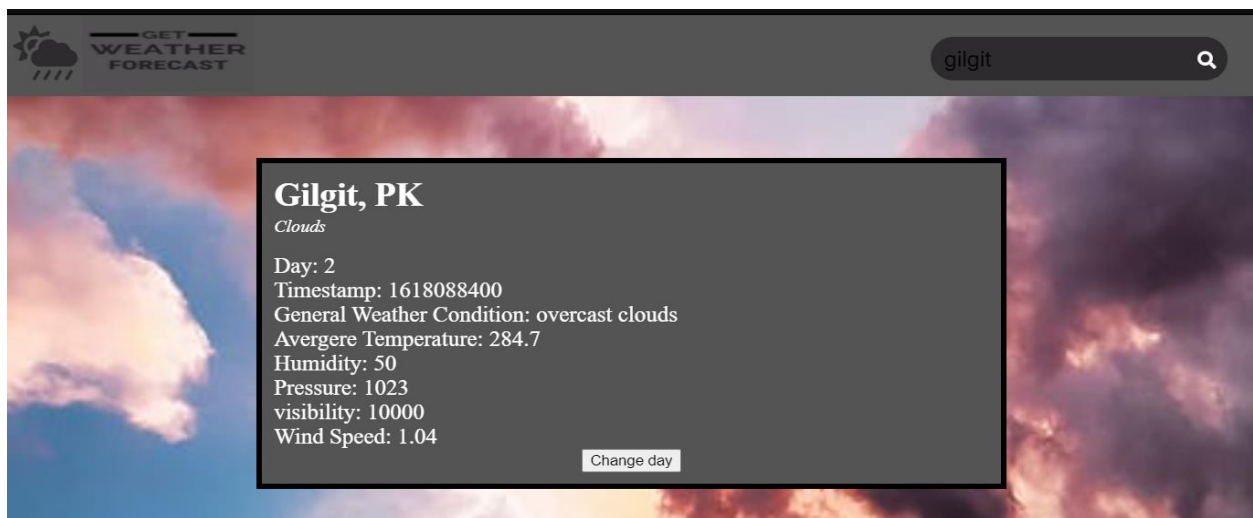 GET
WEATHER
FORECAST
gilgit
Gilgit, PK
Clouds
Day: 2
Timestamp: 1618088400
General Weather Condition: overcast clouds
Avergere Temperature: 284.7
Humidity: 50
Pressure: 1023
visibility: 10000
Wind Speed: 1.04
Change day